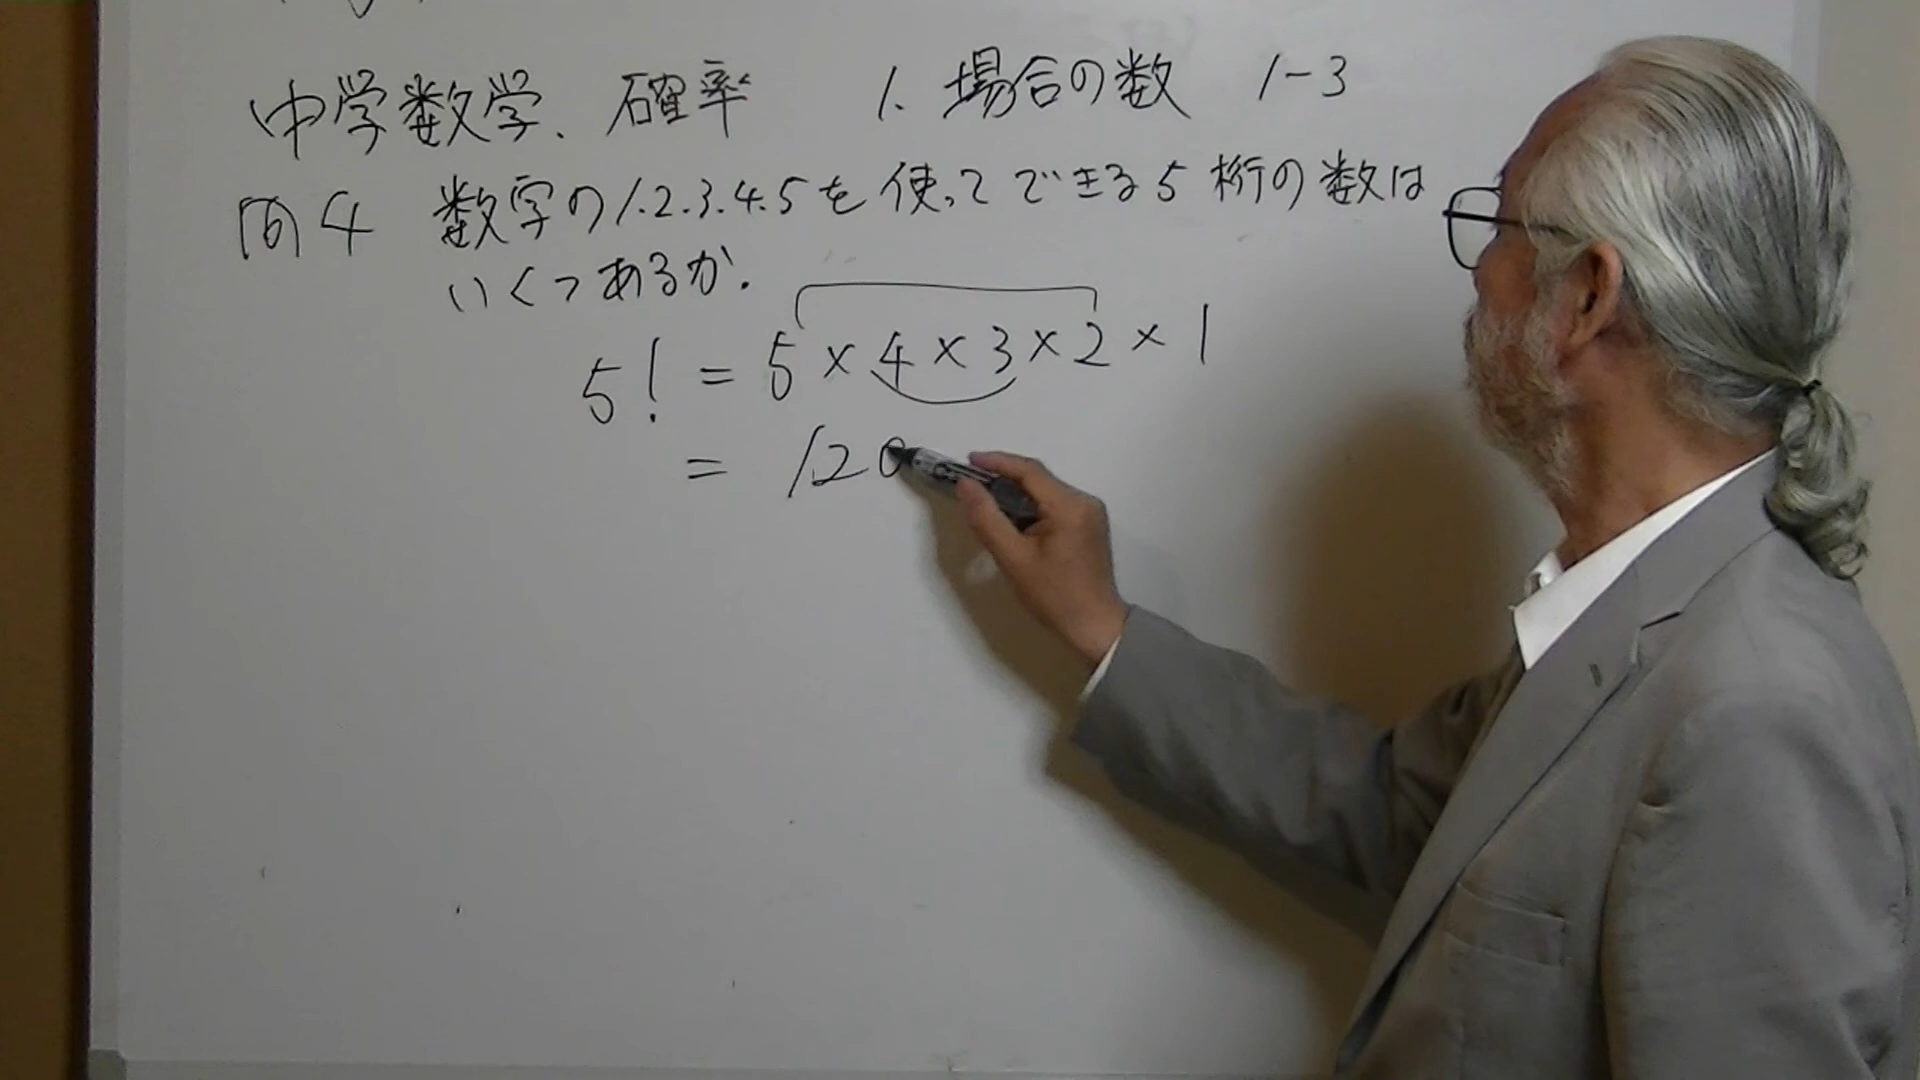 中学数学、確率 1. 場合の数 1-3
問4 数字の1.2.3.4.5を使ってできる5桁の数は
いくつあるか.
5! = 5 × 4 × 3 × 2 × 1
= 120